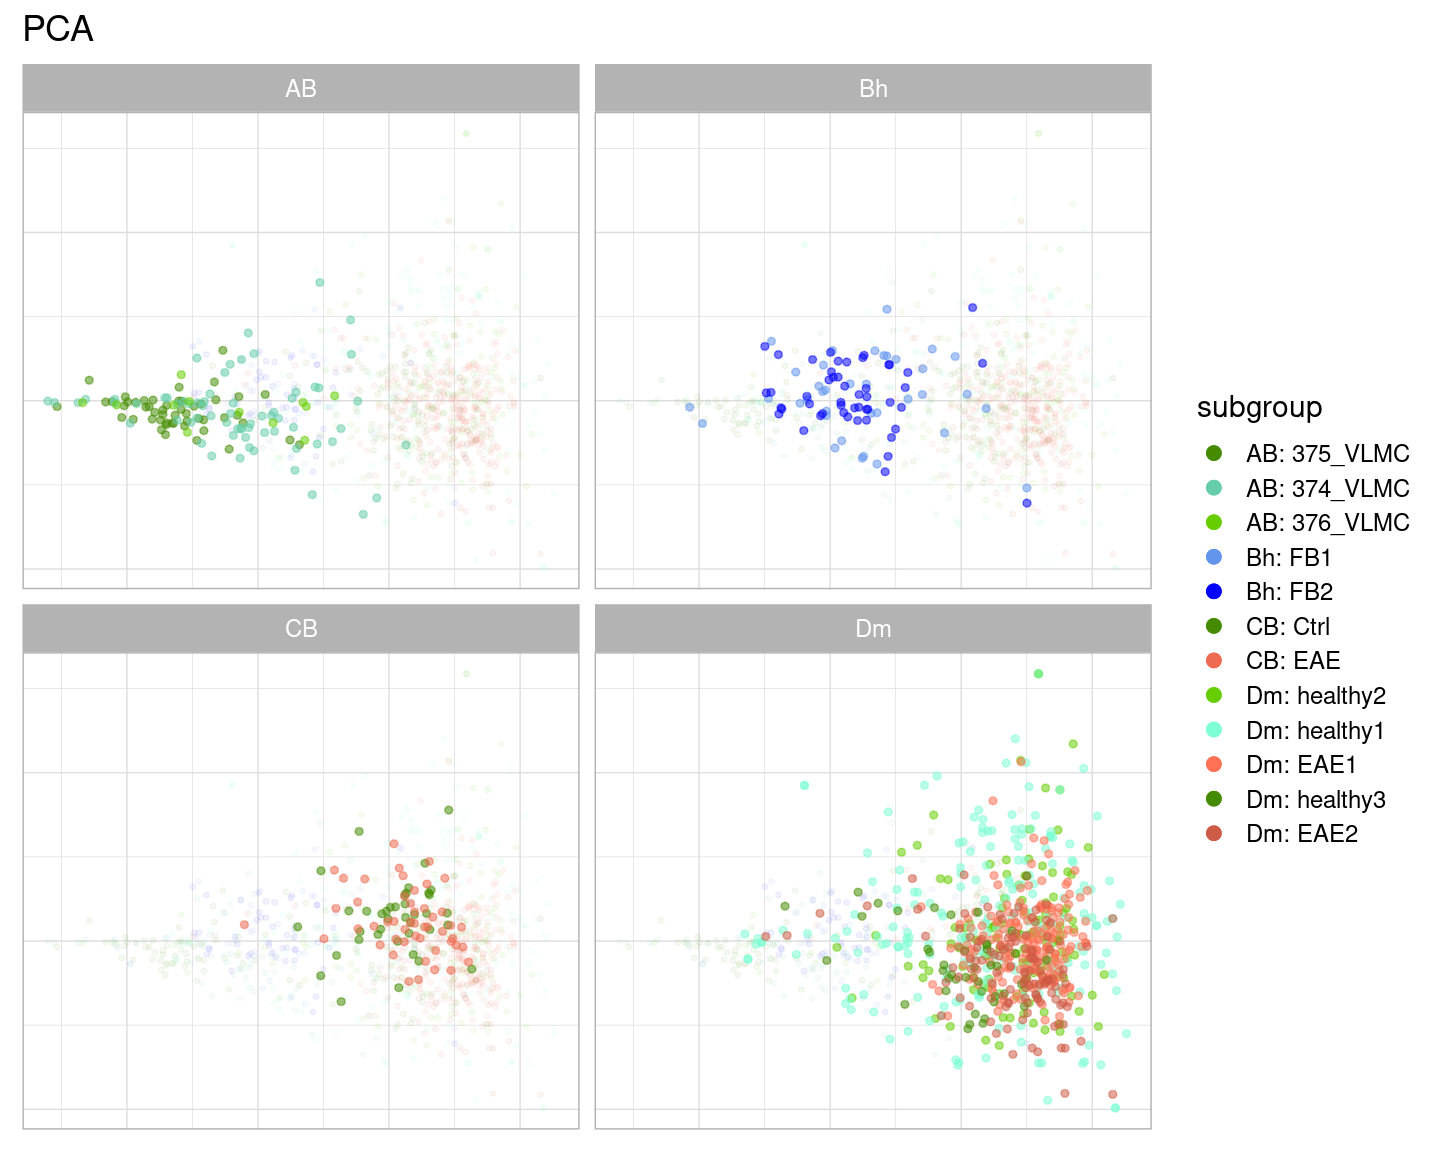 PCA
AB
Bh
CB
Dm
subgroup
AB: 375_VLMC
AB: 374_VLMC
AB: 376_VLMC
Bh: FB1
Bh: FB2
CB: Ctrl
CB: EAE
Dm: healthy2
Dm: healthy1
Dm: EAE1
Dm: healthy3
Dm: EAE2